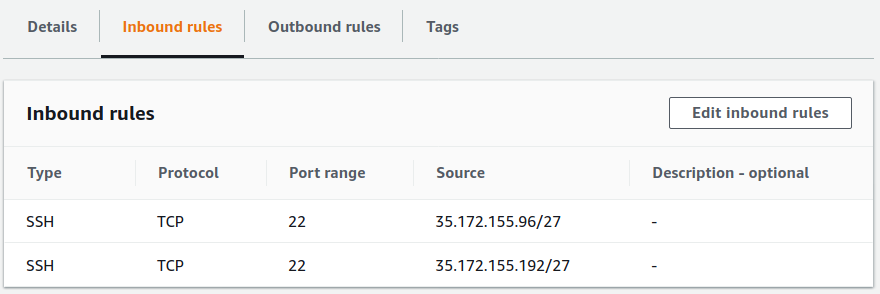 Details Inbound rules Outbound rules Tags
Inbound rules Edit inbound rules
Type Protocol Port range Source Description - optional
SSH TCP 22 35.172.155.96/27 -
SSH TCP 22 35.172.155.192/27 -